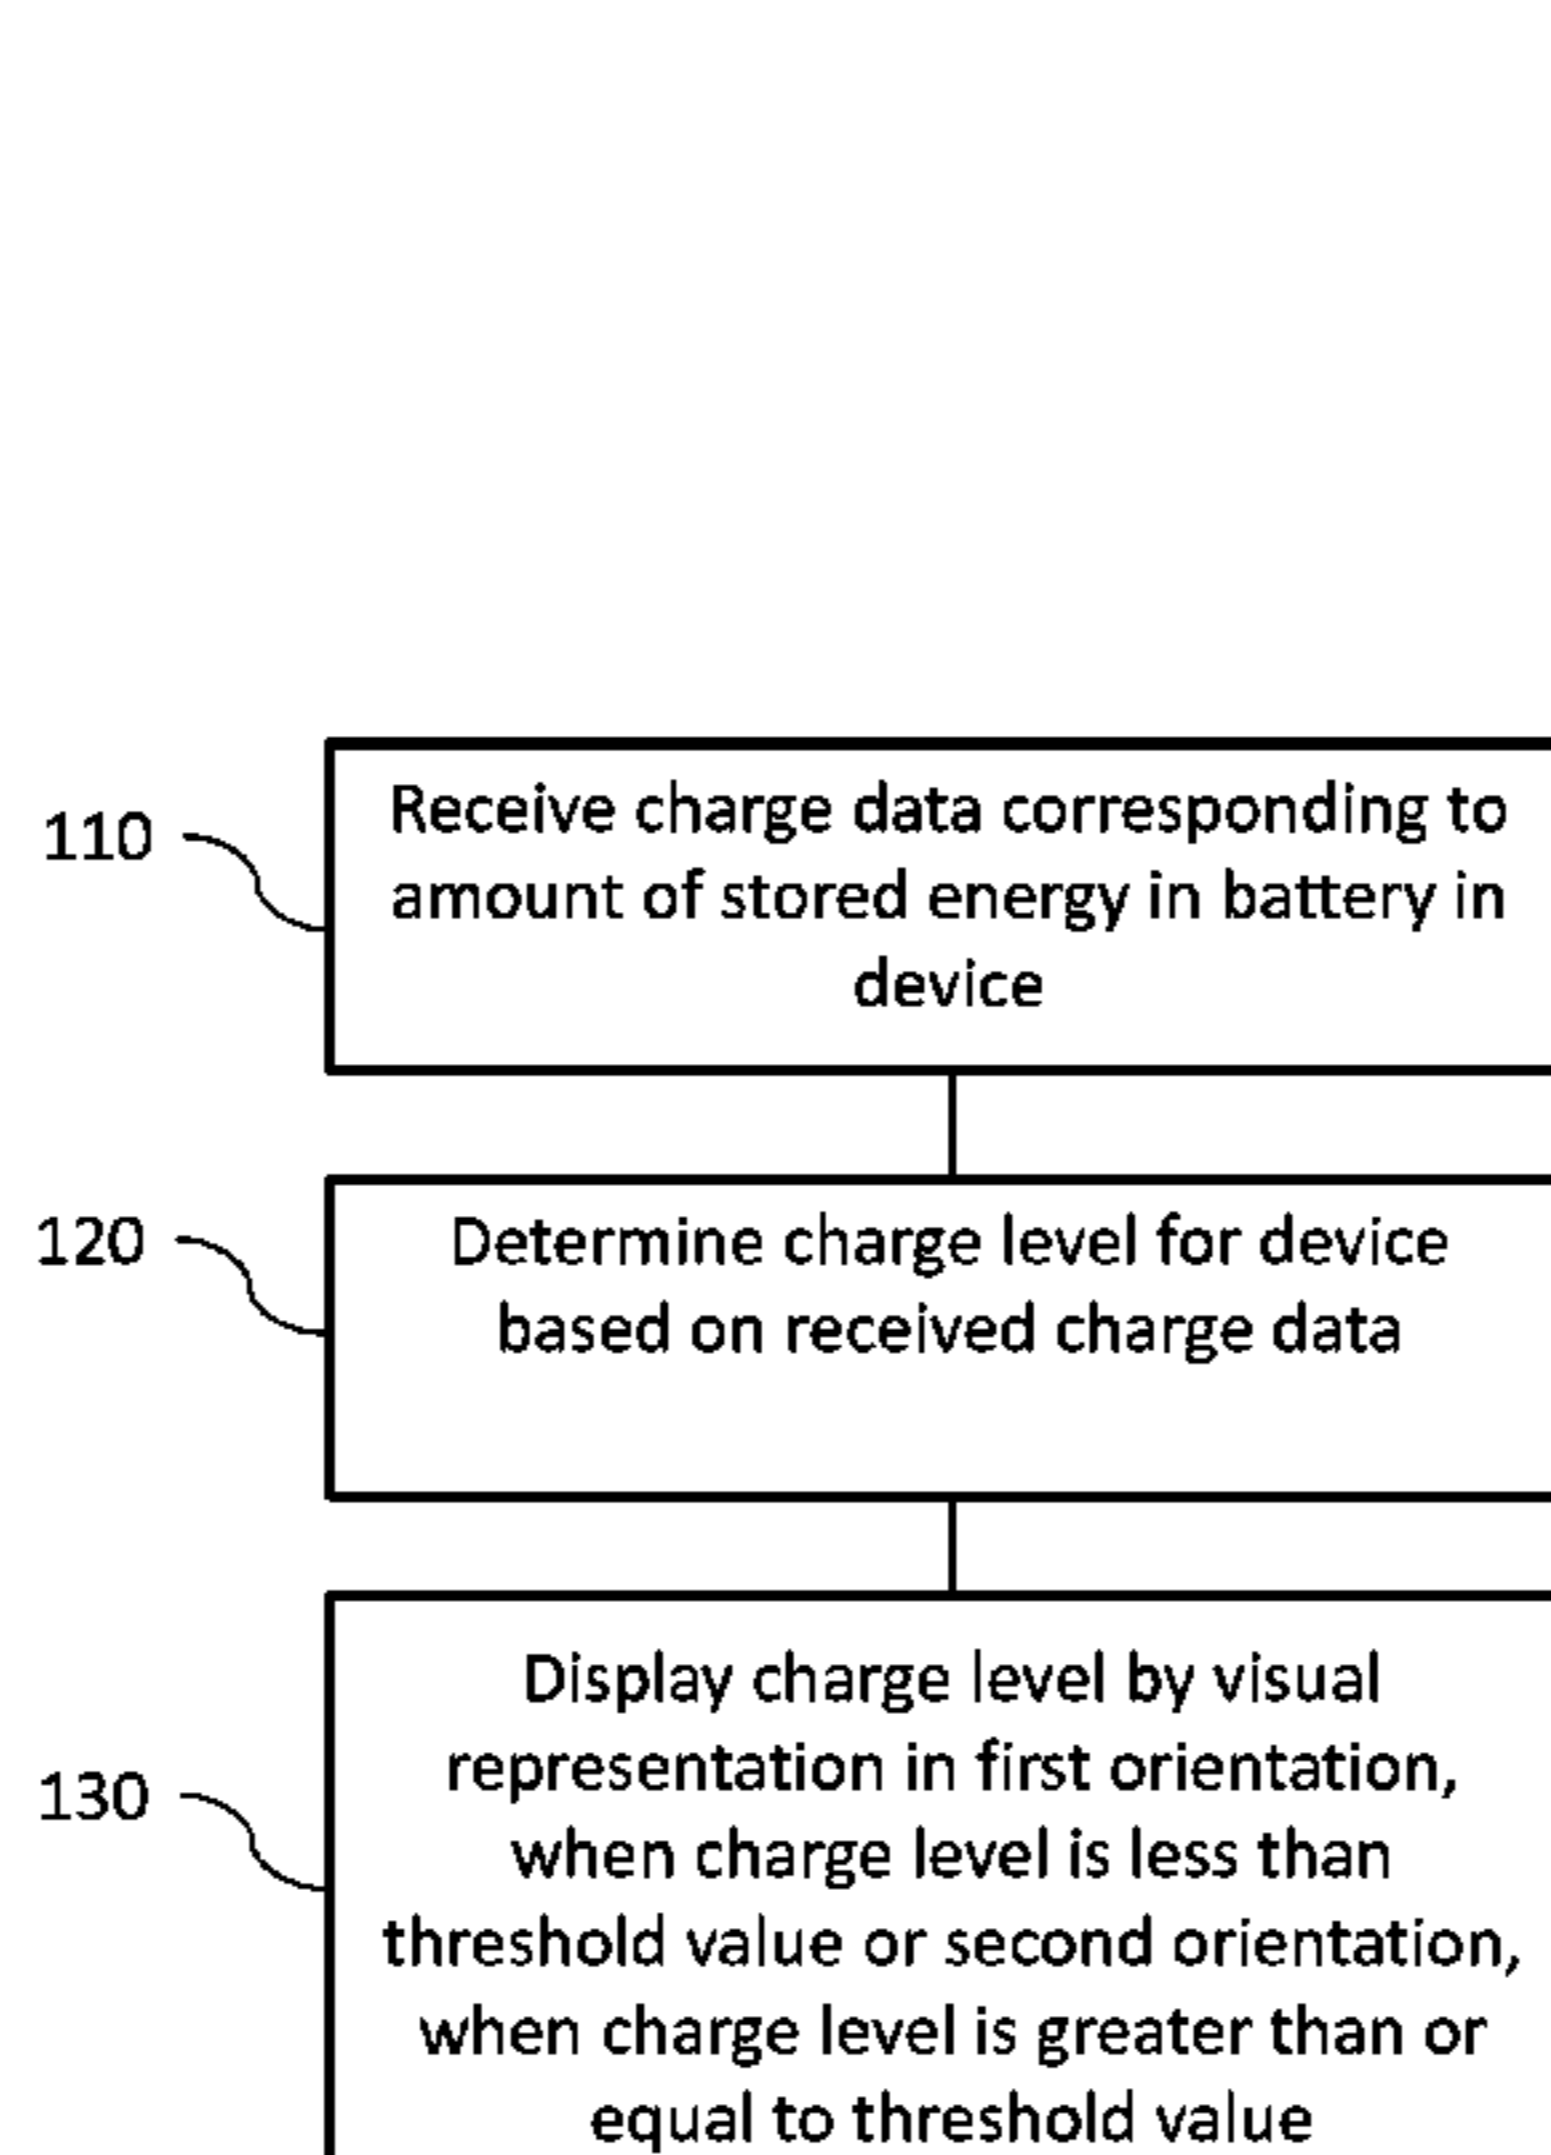 110
Receive charge data corresponding to
amount of stored energy in battery in
device
120
Determine charge level for device
based on received charge data
130
Display charge level by visual
representation in first orientation,
when charge level is less than
threshold value or second orientation,
when charge level is greater than or
equal to threshold value